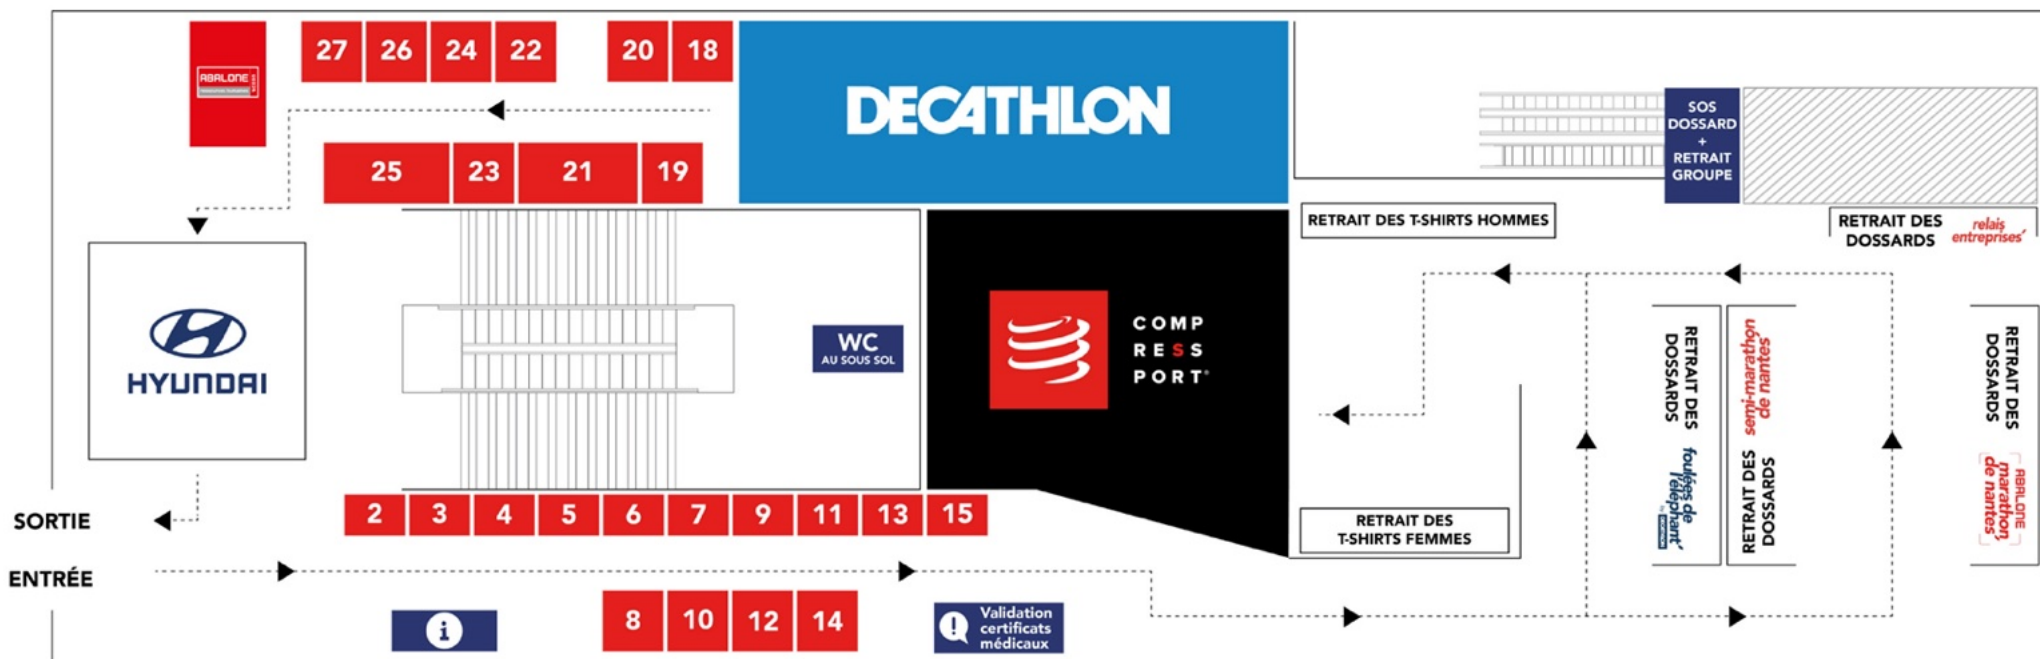 27 26 24 22 20 18
ABALONE
DECATHLON
SOS
DOSSARD
+
RETRAIT
GROUPE
25 23 21 19
RETRAIT DES T-SHIRTS HOMMES
RETRAIT DES
DOSSARDS
relais
entreprises
HYUNDAI
WC
AU SOUS SOL
COMP
RESS
PORT®
RETRAIT DES
DOSSARDS
foulées de
l'éléphant
semi-marathon
de nantes
RETRAIT DES
DOSSARDS
RETRAIT DES
DOSSARDS
ABALONE
marathon
de nantes
SORTIE
2 3 4 5 6 7 9 11 13 15
RETRAIT DES
T-SHIRTS FEMMES
ENTRÉE
i
8 10 12 14
!
Validation
certificats
médicaux